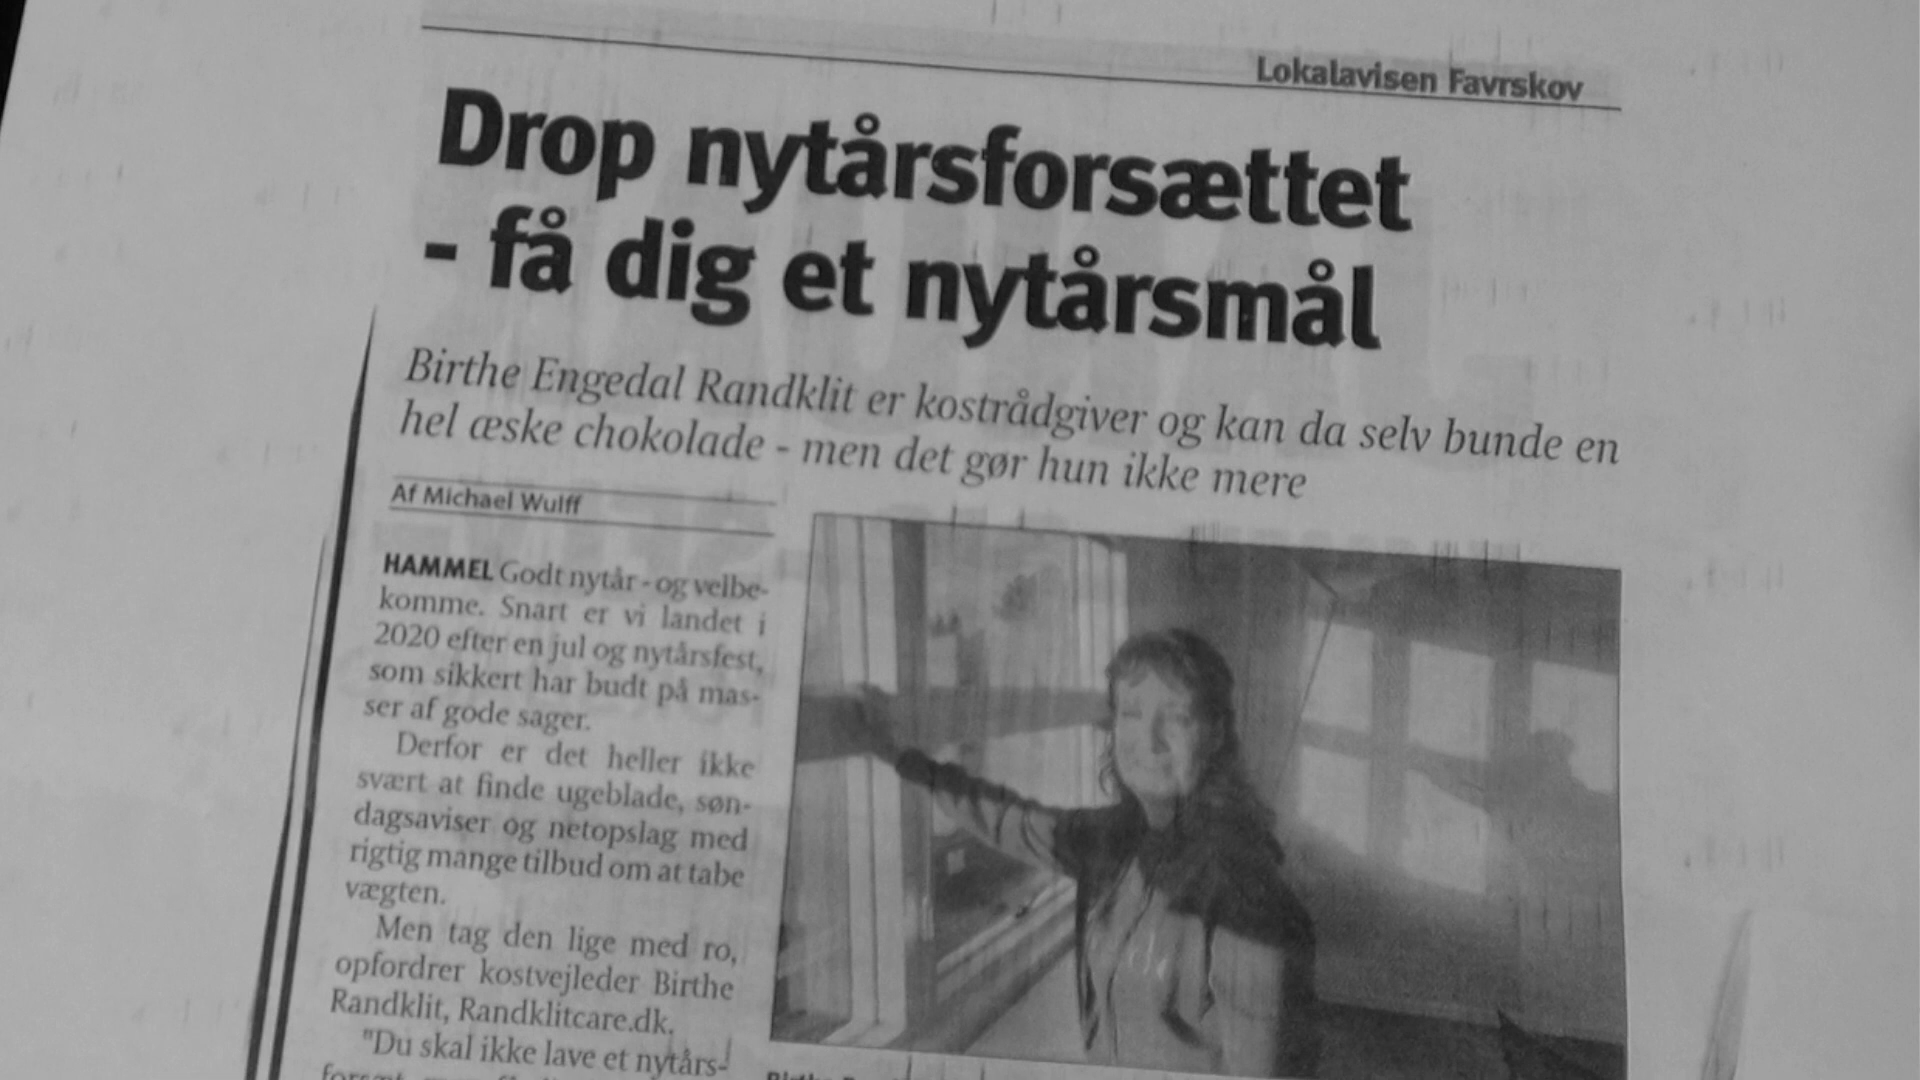 Lokalavisen Favrskov
Drop nytårsforsættet
- få dig et nytårsmål
Birthe Engedal Randklit er kostrådgiver og kan da selv bunde en
hel æske chokolade - men det gør hun ikke mere
Af Michael Wulff
HAMMEL Godt nytår - og velbe-
komme. Snart er vi landet i
2020 efter en jul og nytårsfest,
som sikkert har budt på mas-
ser af gode sager.
Derfor er det heller ikke
svært at finde ugeblade, søn-
dagsaviser og netopslag med
rigtig mange tilbud om at tabe
vægten.
Men tag den lige med ro,
opfordrer kostvejleder Birthe
Randklit, Randklitcare.dk.
"Du skal ikke lave et nytårs-